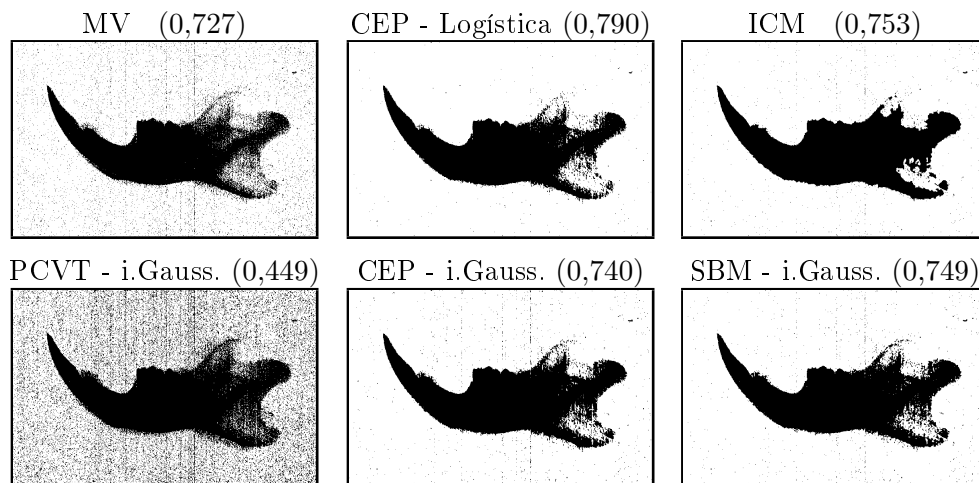 MV (0,727)
CEP - Logística (0,790)
ICM (0,753)
PCVT - i.Gauss. (0,449)
CEP - i.Gauss. (0,740)
SBM - i.Gauss. (0,749)